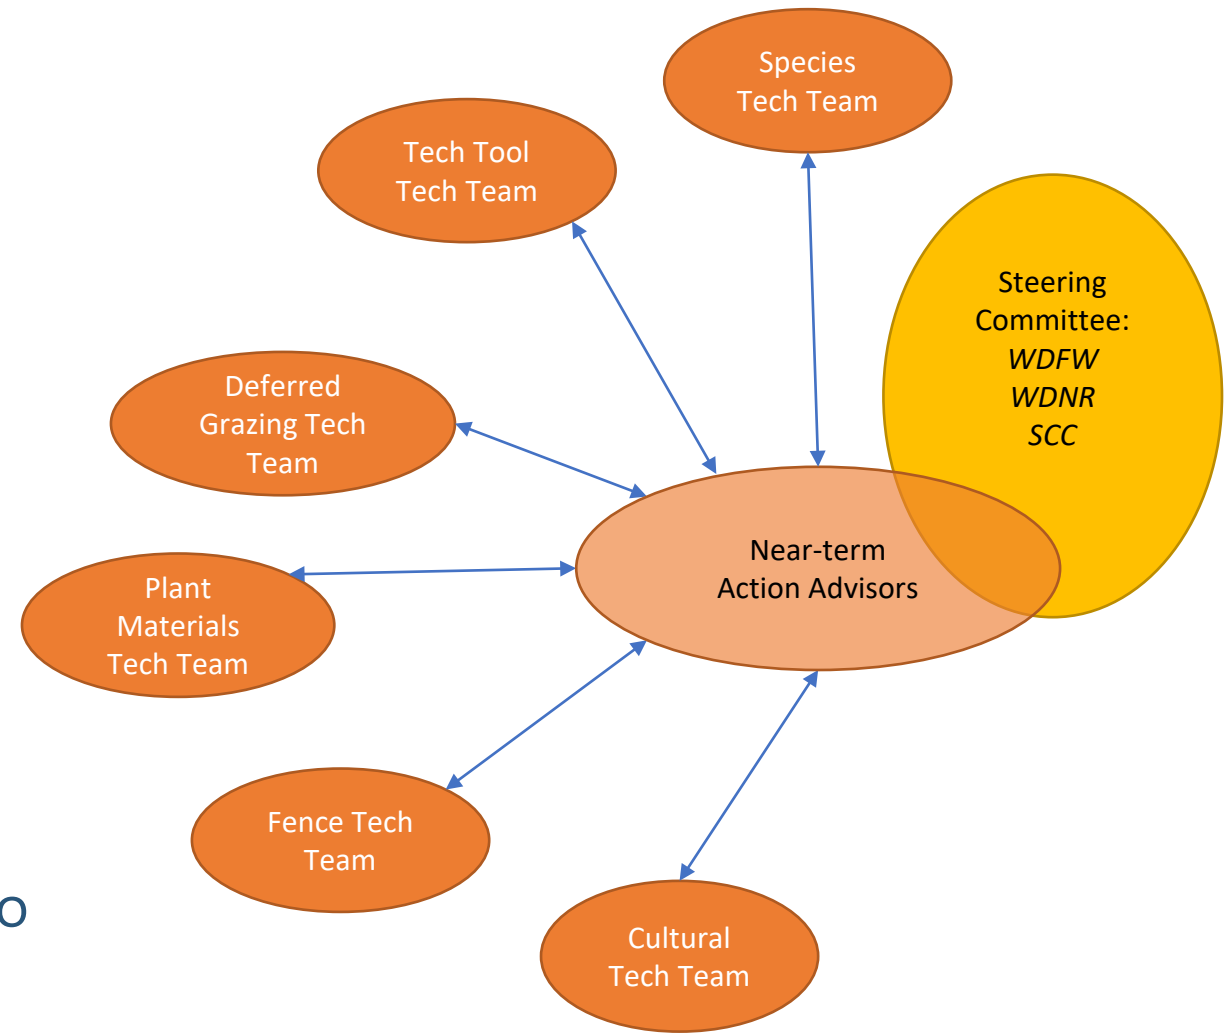 Species
Tech Team
Tech Tool
Tech Team
Steering
Committee:
WDFW
WDNR
SCC
Deferred
Grazing Tech
Team
Near-term
Action Advisors
Plant
Materials
Tech Team
Fence Tech
Team
o
Cultural
Tech Team